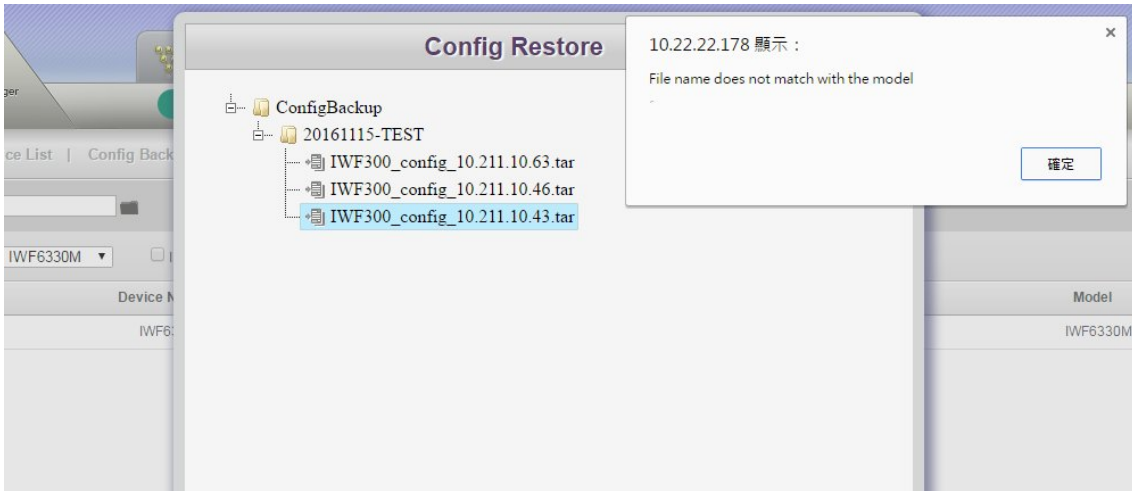 Config Restore
10.22.22.178 顯示：
File name does not match with the model
確定
ConfigBackup
20161115-TEST
IWF300_config_10.211.10.63.tar
IWF300_config_10.211.10.46.tar
IWF300_config_10.211.10.43.tar
ger
ce List | Config Back
IWF6330M
Device N
Model
IWF63
IWF6330M